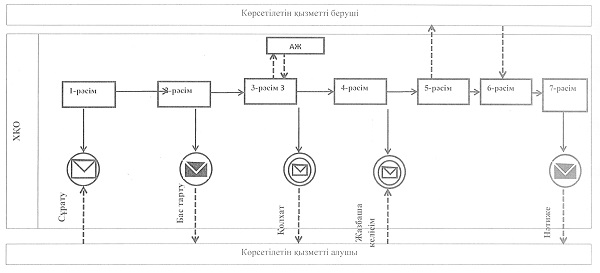 Көрсетілетін қызметті беруші
ХКО
АЖ
1-рәсім
2-рәсім
3-рәсім 3
4-рәсім
5-рәсім
6-рәсім
7-рәсім
Сұрату
Бас тарту
Қолхат
Жазбаша
келісім
Нәтиже
Көрсетілетін қызметті алушы